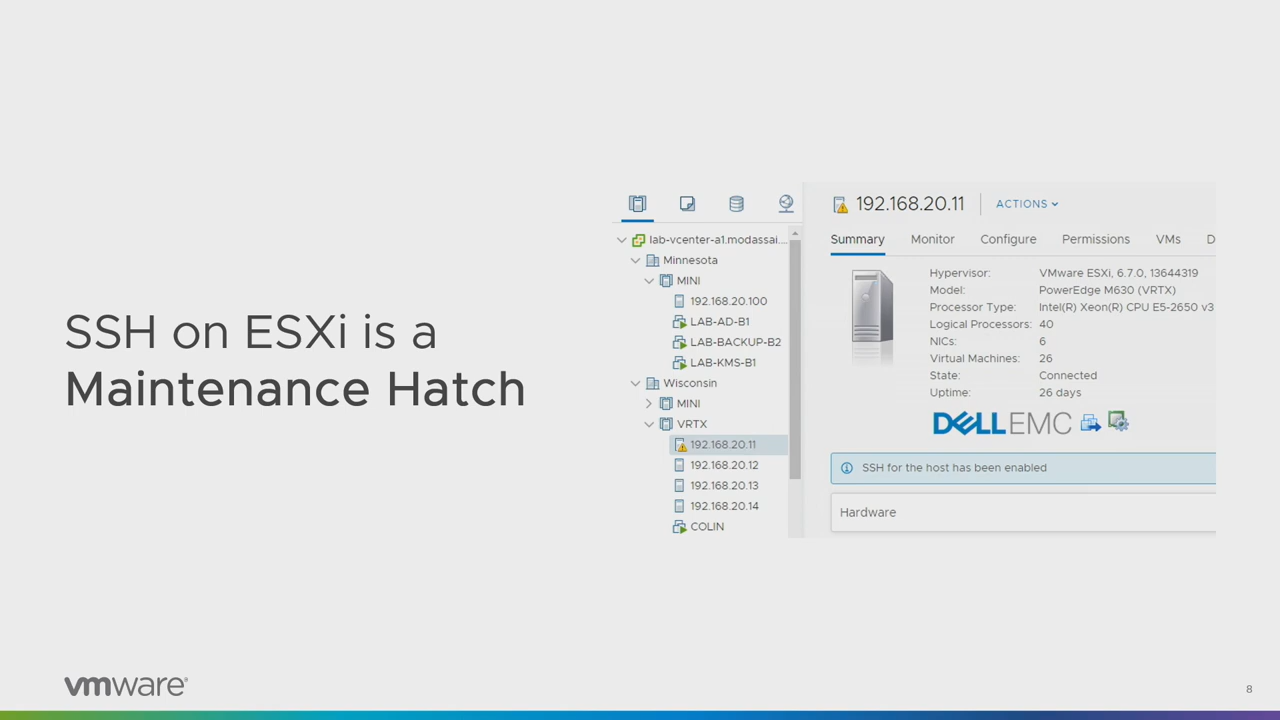 SSH on ESXi is a
Maintenance Hatch
lab-vcenter-a1.modassai....
Minnesota
MINI
192.168.20.100
LAB-AD-B1
LAB-BACKUP-B2
LAB-KMS-B1
Wisconsin
MINI
VRTX
192.168.20.11
192.168.20.12
192.168.20.13
192.168.20.14
COLIN
192.168.20.11 ACTIONS
Summary Monitor Configure Permissions VMs D
Hypervisor: VMware ESXi, 6.7.0, 13644319
Model: PowerEdge M630 (VRTX)
Processor Type: Intel(R) Xeon(R) CPU E5-2650 v3
Logical Processors: 40
NICs: 6
Virtual Machines: 26
State: Connected
Uptime: 26 days
DELLEMC
SSH for the host has been enabled
Hardware
vmware®
8